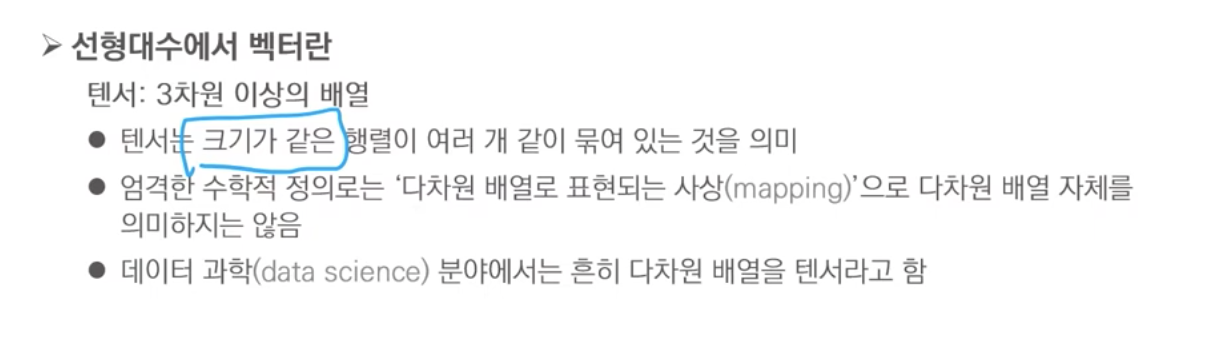 ➤ 선형대수에서 벡터란
텐서: 3차원 이상의 배열
● 텐서는 크기가 같은 행렬이 여러 개 같이 묶여 있는 것을 의미
● 엄격한 수학적 정의로는 ‘다차원 배열로 표현되는 사상(mapping)’으로 다차원 배열 자체를
의미하지는 않음
● 데이터 과학(data science) 분야에서는 흔히 다차원 배열을 텐서라고 함